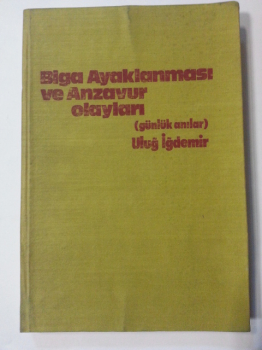 Biga Ayaklanması
ve Anzavur
olayları
(günlük anılar)
Uluğ İğdemir